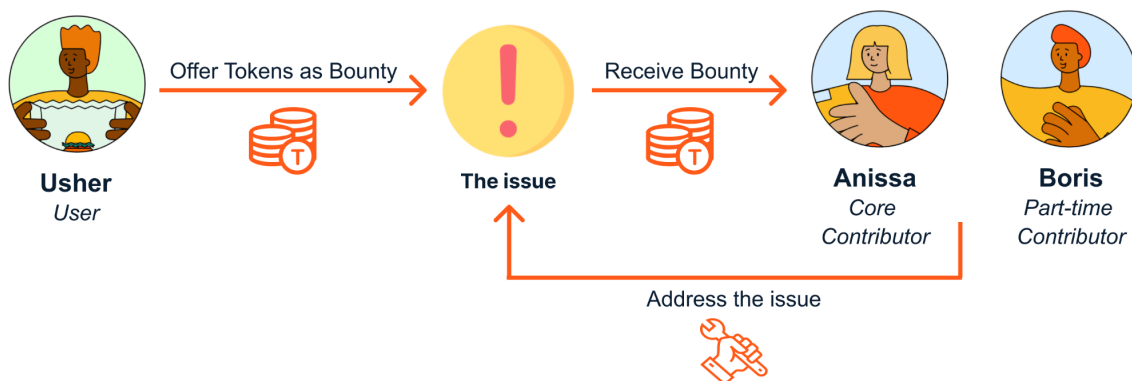 Offer Tokens as Bounty
T
Receive Bounty
T
Usher
User
The issue
Anissa
Core
Contributor
Boris
Part-time
Contributor
Address the issue